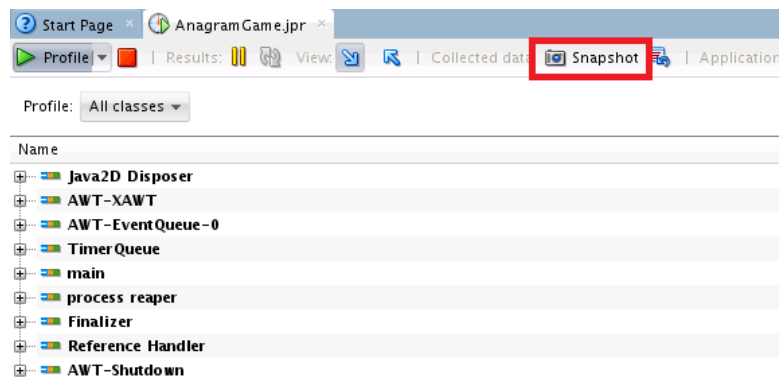 Start Page AnagramGame.jpr
Profile Results: View: Collected data Snapshot Application
Profile: All classes
Name
Java2D Disposer
AWT-XAWT
AWT-EventQueue-0
TimerQueue
main
process reaper
Finalizer
Reference Handler
AWT-Shutdown